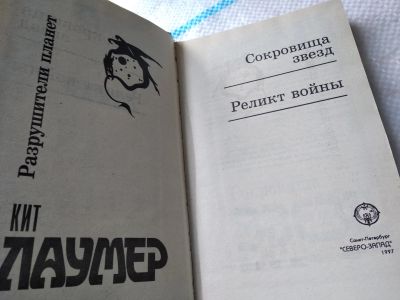 Разрушители планет
КИТ
ЛАУМЕР
Сокровища
звезд
Реликт войны
Санкт-Петербург
"СЕВЕРО-ЗАПАД"
1997